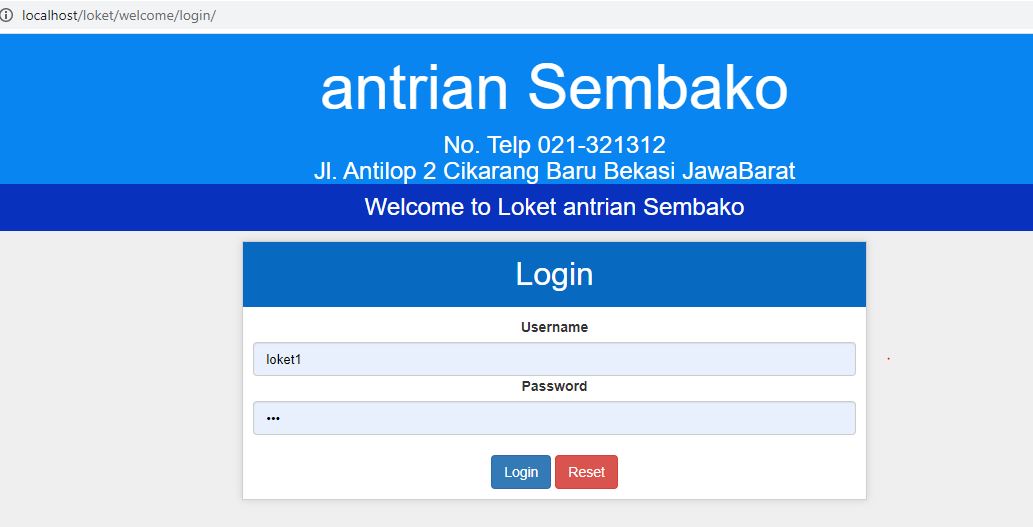 localhost/loket/welcome/login/
antrian Sembako
No. Telp 021-321312
Jl. Antilop 2 Cikarang Baru Bekasi JawaBarat
Welcome to Loket antrian Sembako
Login
Username
loket1
Password
•••
Login Reset